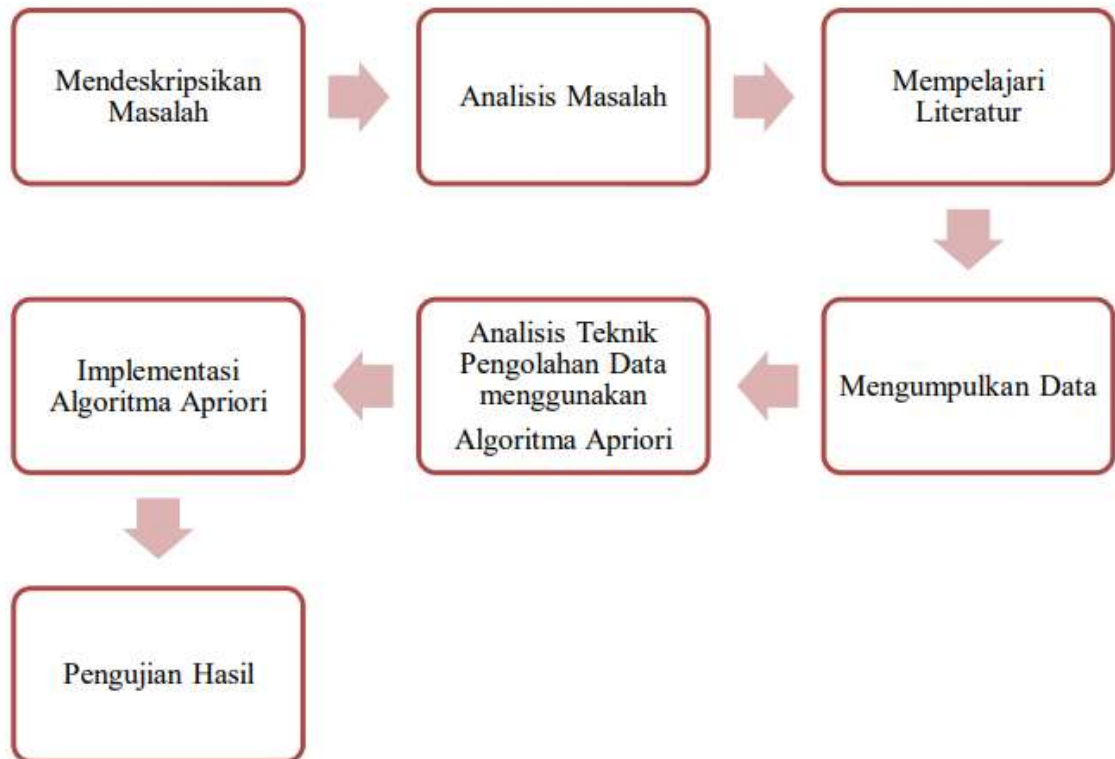 Mendeskripsikan
Masalah
Analisis Masalah
Mempelajari
Literatur
Mengumpulkan Data
Analisis Teknik
Pengolahan Data
menggunakan
Algoritma Apriori
Implementasi
Algoritma Apriori
Pengujian Hasil